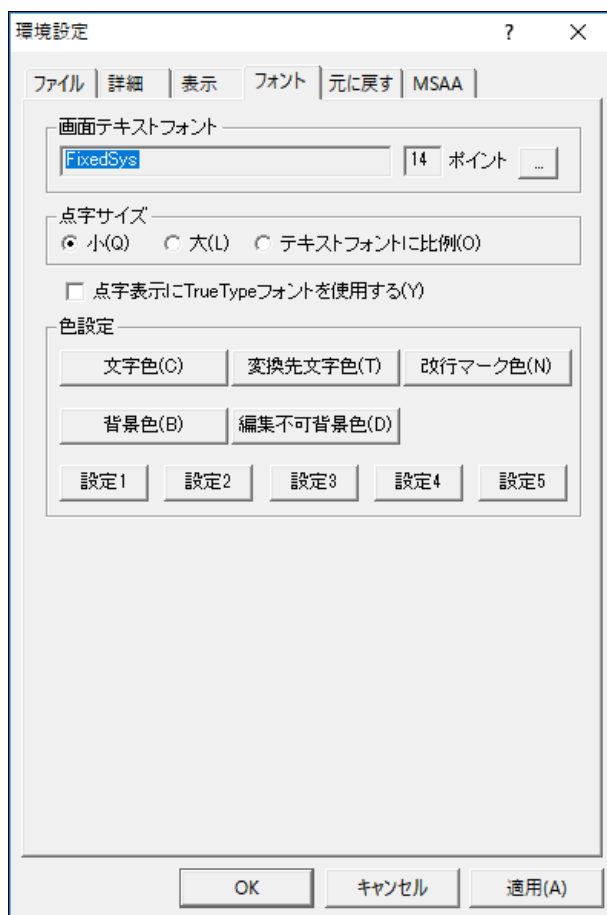 環境設定 ? ×
ファイル 詳細 表示 フォント 元に戻す MSAA
画面テキストフォント
FixedSys 14 ポイント ...
点字サイズ
小(Q) 大(L) テキストフォントに比例(O)
点字表示にTrueTypeフォントを使用する(Y)
色設定
文字色(C) 変換先文字色(T) 改行マーク色(N)
背景色(B) 編集不可背景色(D)
設定1 設定2 設定3 設定4 設定5
OK キャンセル 適用(A)